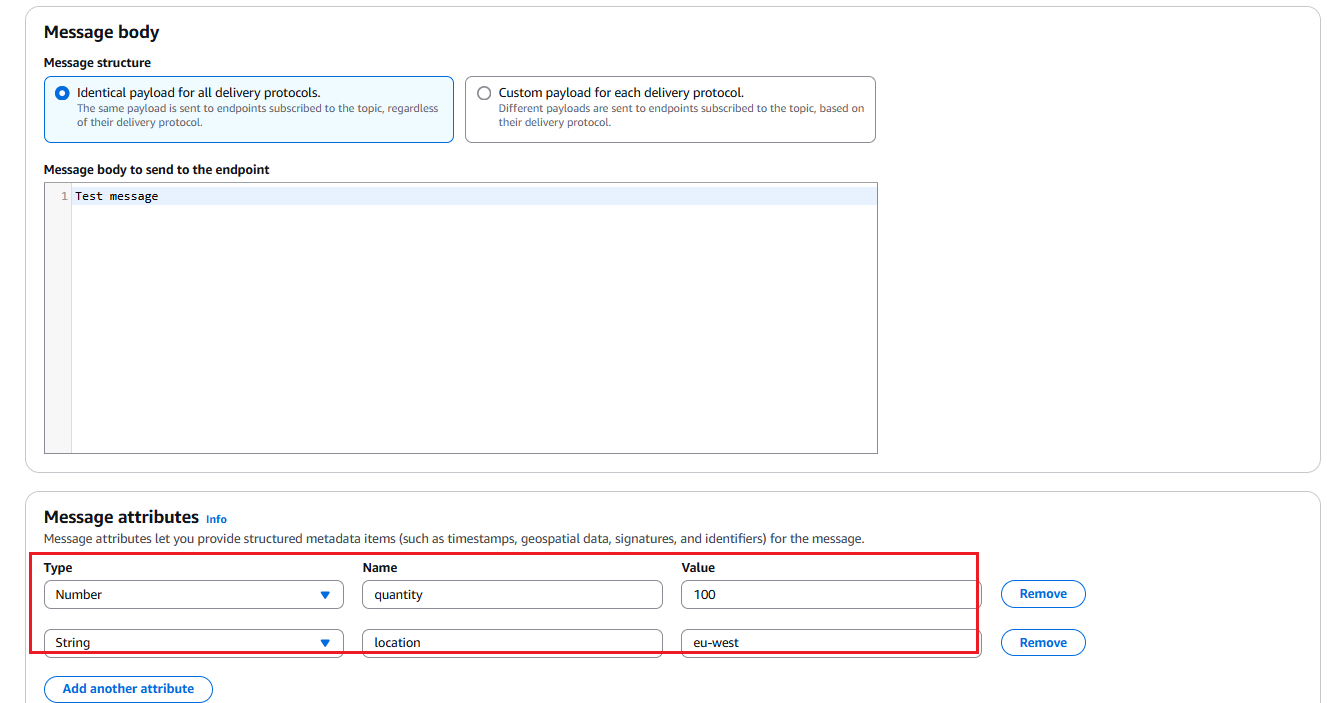 Message body
Message structure
Identical payload for all delivery protocols.
The same payload is sent to endpoints subscribed to the topic, regardless
of their delivery protocol.
Custom payload for each delivery protocol.
Different payloads are sent to endpoints subscribed to the topic, based on
their delivery protocol.
Message body to send to the endpoint
1 Test message
Message attributes Info
Message attributes let you provide structured metadata items (such as timestamps, geospatial data, signatures, and identifiers) for the message.
Type Name Value
Number quantity 100 Remove
String location eu-west Remove
Add another attribute